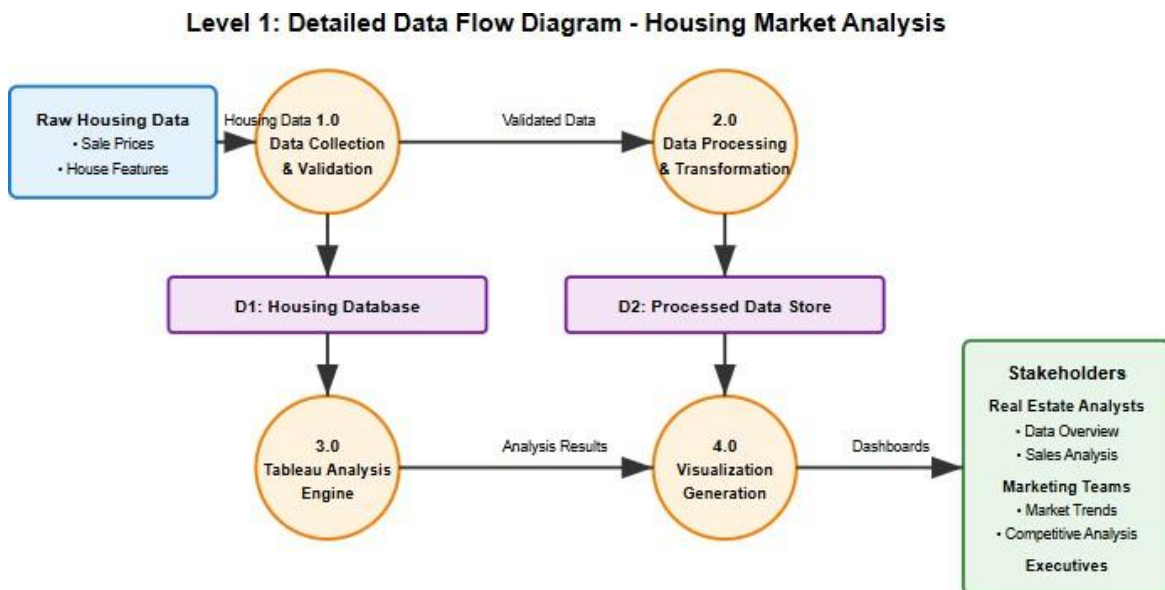 Level 1: Detailed Data Flow Diagram - Housing Market Analysis
Raw Housing Data
• Sale Prices
• House Features
Housing Data
1.0
Data Collection
& Validation
Validated Data
2.0
Data Processing
& Transformation
D1: Housing Database
D2: Processed Data Store
3.0
Tableau Analysis
Engine
Analysis Results
4.0
Visualization
Generation
Dashboards
Stakeholders
Real Estate Analysts
• Data Overview
• Sales Analysis
Marketing Teams
• Market Trends
• Competitive Analysis
Executives